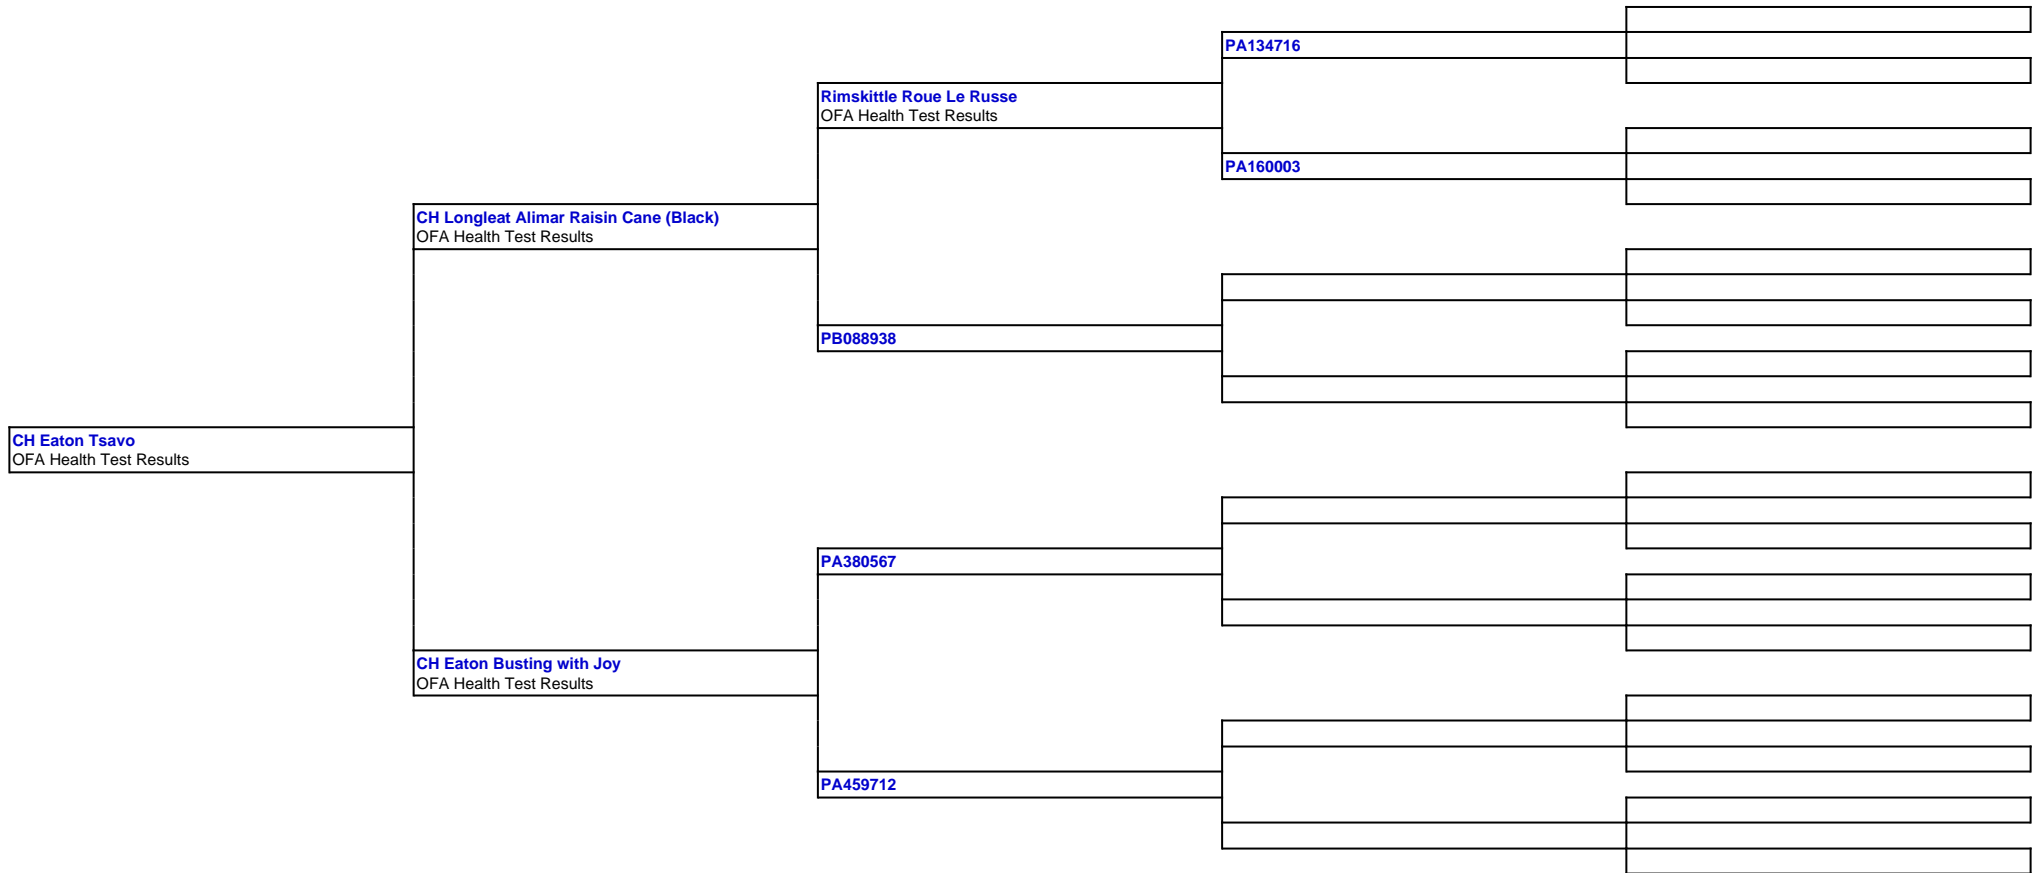 PA134716
Rimskittle Roue Le Russe
OFA Health Test Results
PA160003
CH Longleat Alimar Raisin Cane (Black)
OFA Health Test Results
PB088938
CH Eaton Tsavo
OFA Health Test Results
PA380567
CH Eaton Busting with Joy
OFA Health Test Results
PA459712